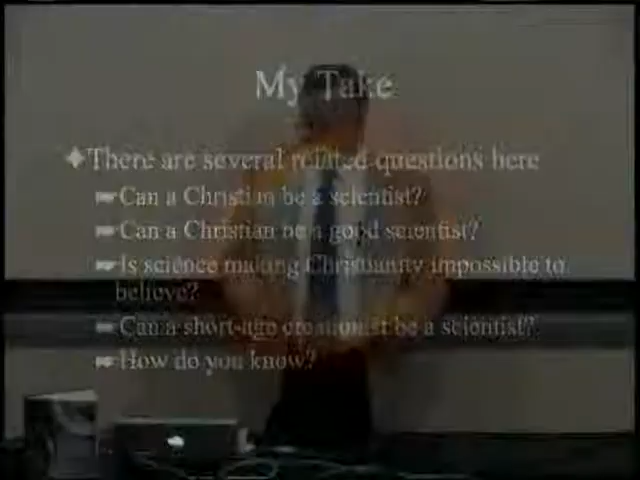 My Take
There are several related questions here
Can a Christian be a scientist?
Can a Christian be a good scientist?
Is science making Christianity impossible to
believe?
Can a short-age creationist be a scientist?
How do you know?